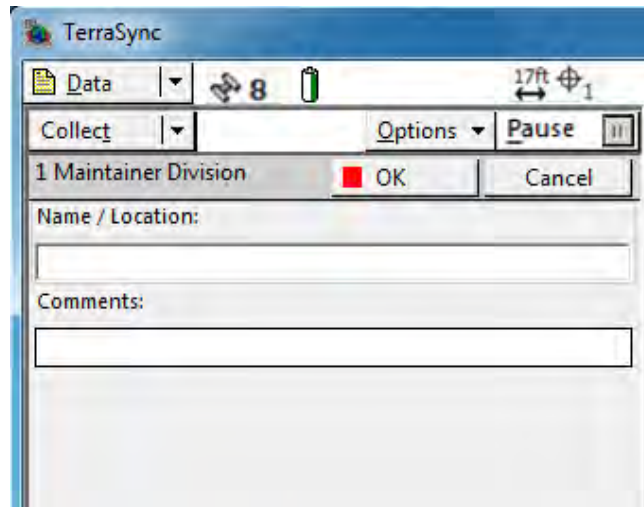 TerraSync
Data 8 17ft 1
Collect Options Pause
1 Maintainer Division OK Cancel
Name / Location:
Comments: